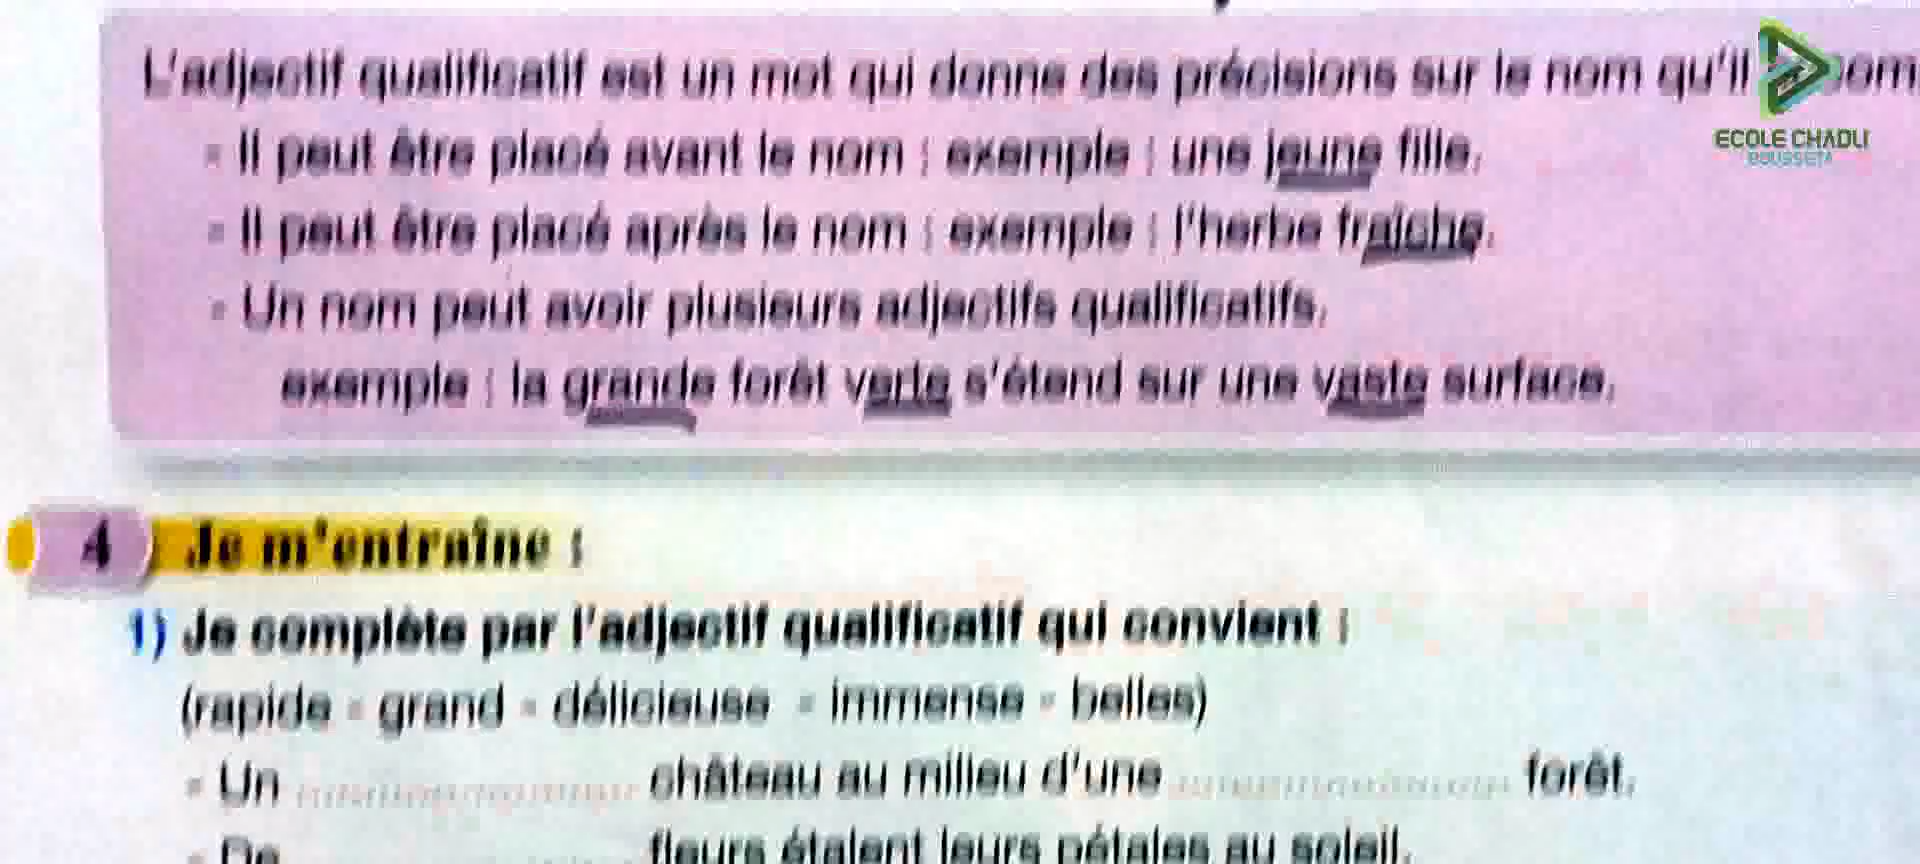 L'adjectif qualificatif est un mot qui donne des précisions sur le nom qu'il
ECOLE CHADLI
BOUSSETA
- Il peut être placé avant le nom : exemple : une jeune fille.
- Il peut être placé après le nom : exemple : l'herbe fraîche.
- Un nom peut avoir plusieurs adjectifs qualificatifs.
exemple : la grande forêt verte s'étend sur une vaste surface.
4 Je m'entraîne :
1) Je complète par l'adjectif qualificatif qui convient :
(rapide - grand - délicieuse - immense - belles)
- Un .......... château au milieu d'une .......... forêt.
- De .......... fleurs étalent leurs pétales au soleil.